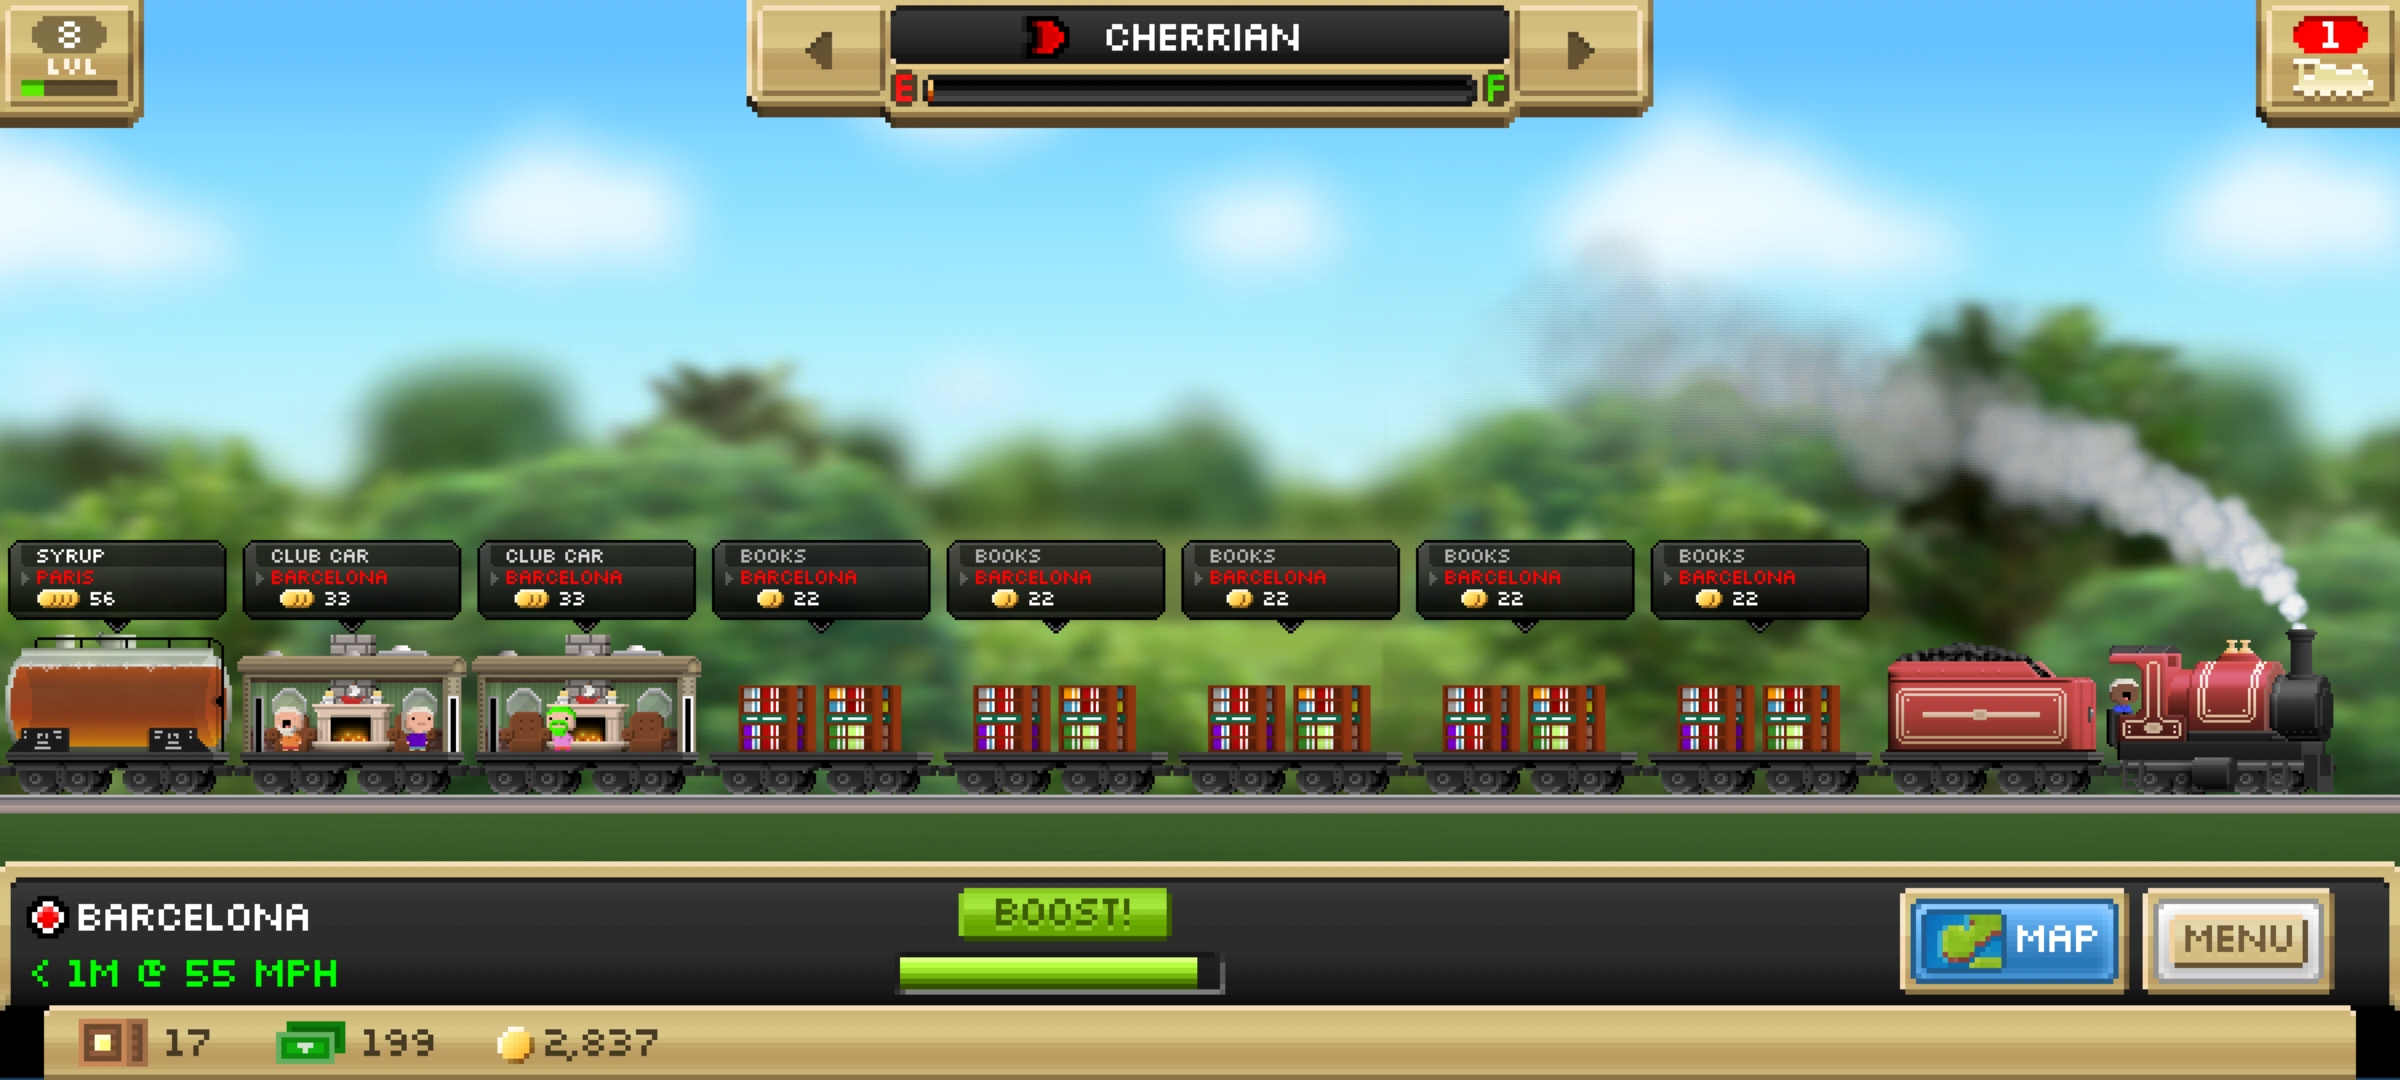 8
LVL
CHERRIAN
E F
1
SYRUP
PARIS
56
CLUB CAR
BARCELONA
33
CLUB CAR
BARCELONA
33
BOOKS
BARCELONA
22
BOOKS
BARCELONA
22
BOOKS
BARCELONA
22
BOOKS
BARCELONA
22
BOOKS
BARCELONA
22
BARCELONA
< 1M @ 55 MPH
BOOST!
MAP
MENU
17 199 2,837